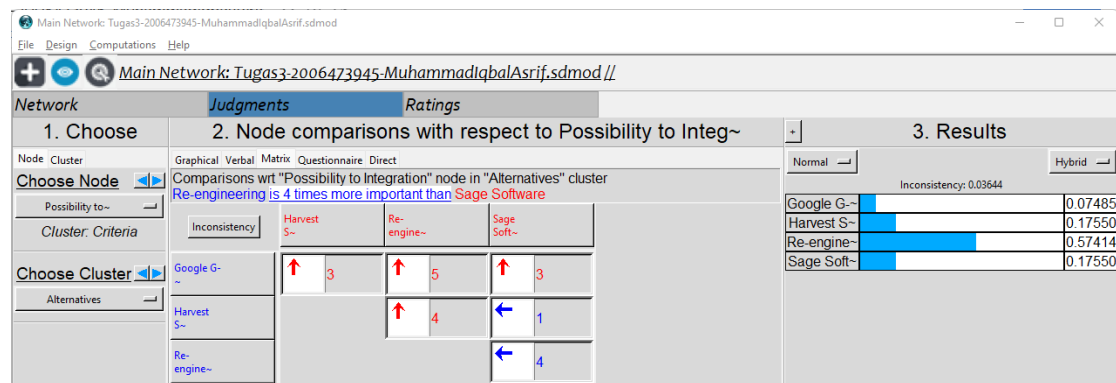 Main Network: Tugas3-2006473945-MuhammadIqbalAsrif.sdmod
File Design Computations Help
Main Network: Tugas3-2006473945-MuhammadIqbalAsrif.sdmod //
Network Judgments Ratings
1. Choose
2. Node comparisons with respect to Possibility to Integ~
+ 3. Results
Node Cluster
Graphical Verbal Matrix Questionnaire Direct
Normal Hybrid
Choose Node
Comparisons wrt "Possibility to Integration" node in "Alternatives" cluster
Re-engineering is 4 times more important than Sage Software
Inconsistency: 0.03644
Possibility to~
Cluster: Criteria
Choose Cluster
Alternatives
Inconsistency
Harvest S~
Re-engine~
Sage Soft~
Google G-~ 3 5 3
Harvest S~ 4 1
Re-engine~ 4
Google G-~ 0.07485
Harvest S~ 0.17550
Re-engine~ 0.57414
Sage Soft~ 0.17550